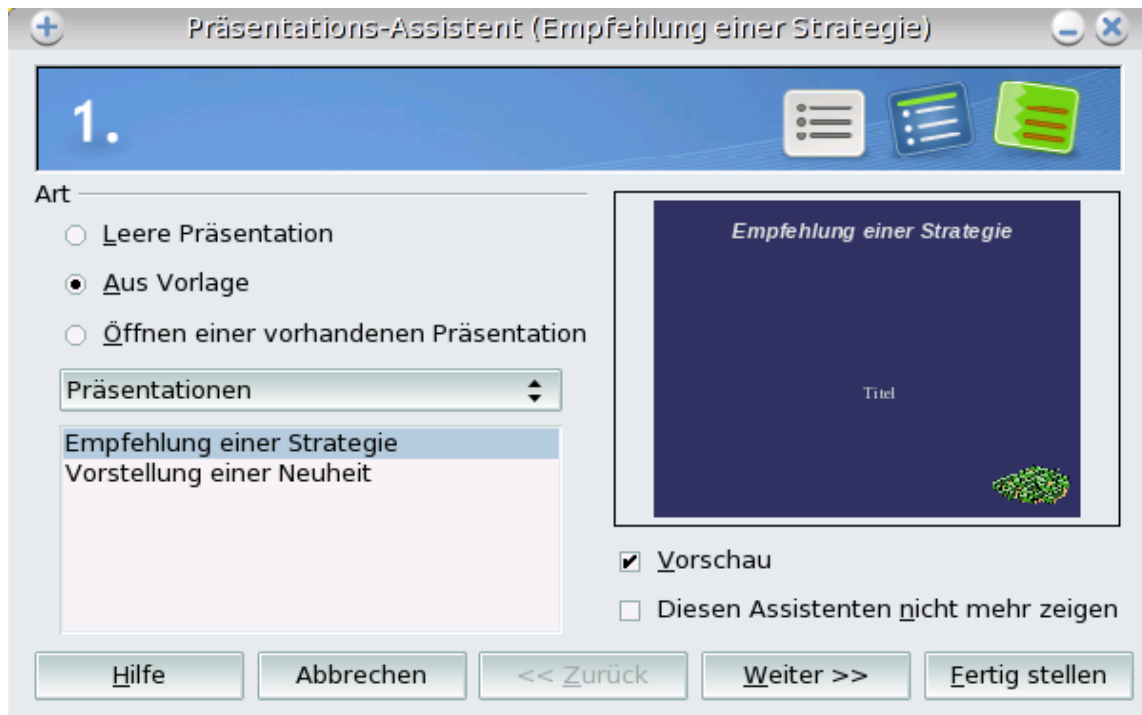 Präsentations-Assistent (Empfehlung einer Strategie)
1.
Art
Leere Präsentation
Aus Vorlage
Öffnen einer vorhandenen Präsentation
Präsentationen
Empfehlung einer Strategie
Vorstellung einer Neuheit
Empfehlung einer Strategie
Titel
Vorschau
Diesen Assistenten nicht mehr zeigen
Hilfe
Abbrechen
<< Zurück
Weiter >>
Fertig stellen